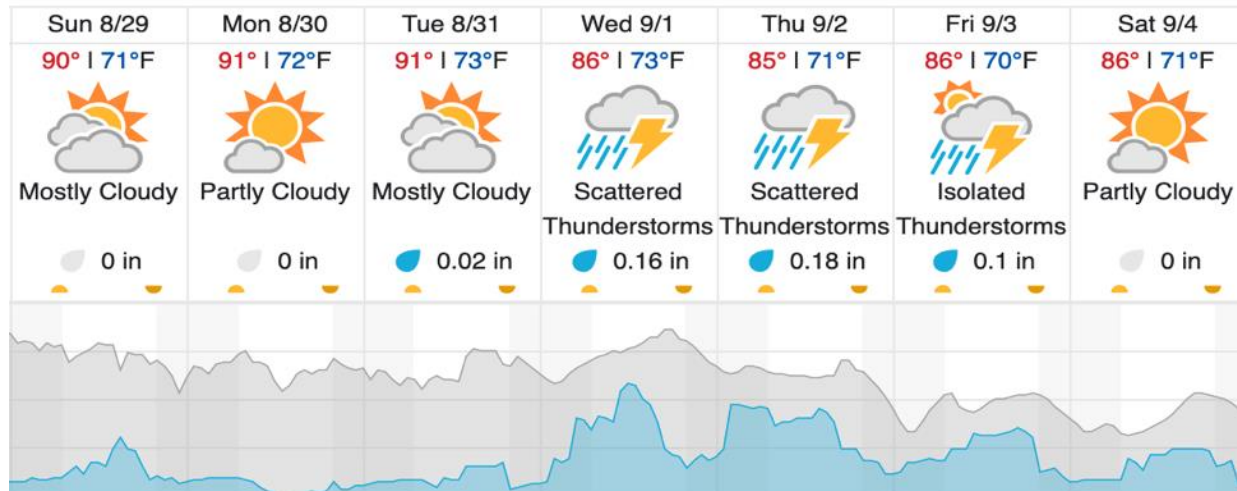 Sun 8/29 Mon 8/30 Tue 8/31 Wed 9/1 Thu 9/2 Fri 9/3 Sat 9/4
90° | 71°F 91° | 72°F 91° | 73°F 86° | 73°F 85° | 71°F 86° | 70°F 86° | 71°F
Mostly Cloudy Partly Cloudy Mostly Cloudy Scattered Scattered Isolated Partly Cloudy
Thunderstorms Thunderstorms Thunderstorms
0 in 0 in 0.02 in 0.16 in 0.18 in 0.1 in 0 in